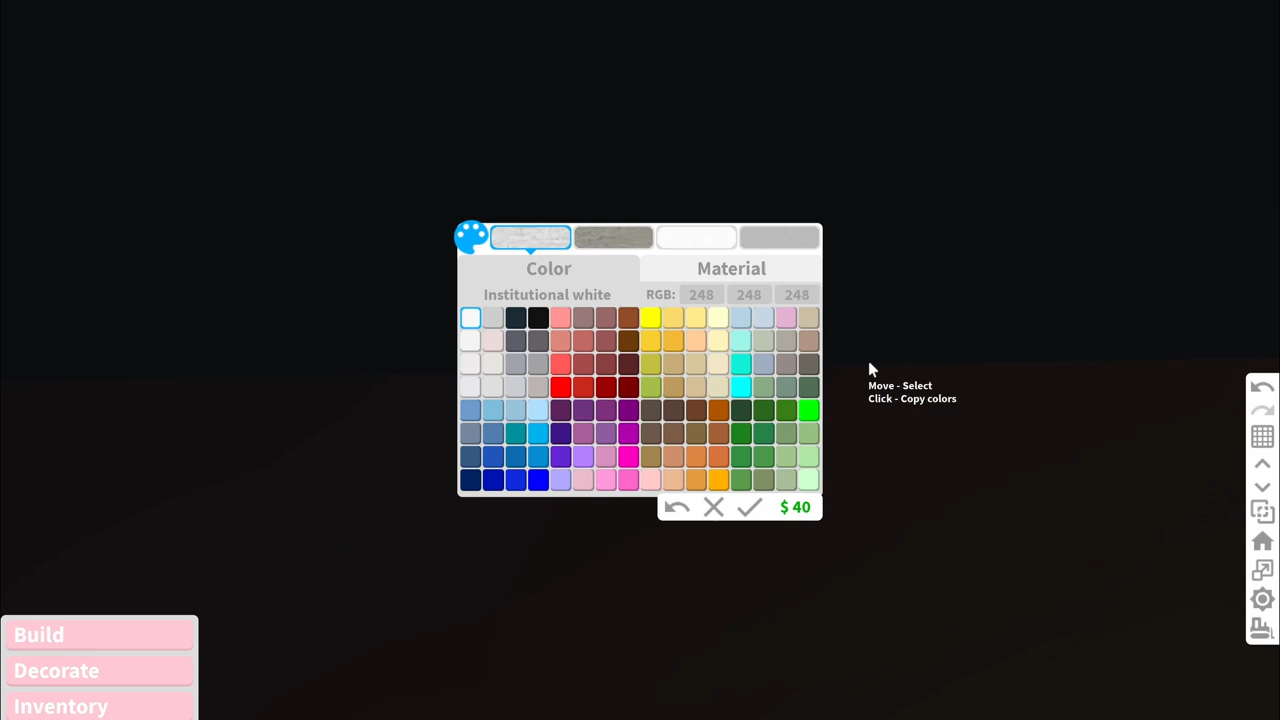 Color
Material
Institutional white
RGB: 248 248 248
Move - Select
Click - Copy colors
$ 40
Build
Decorate
Inventory